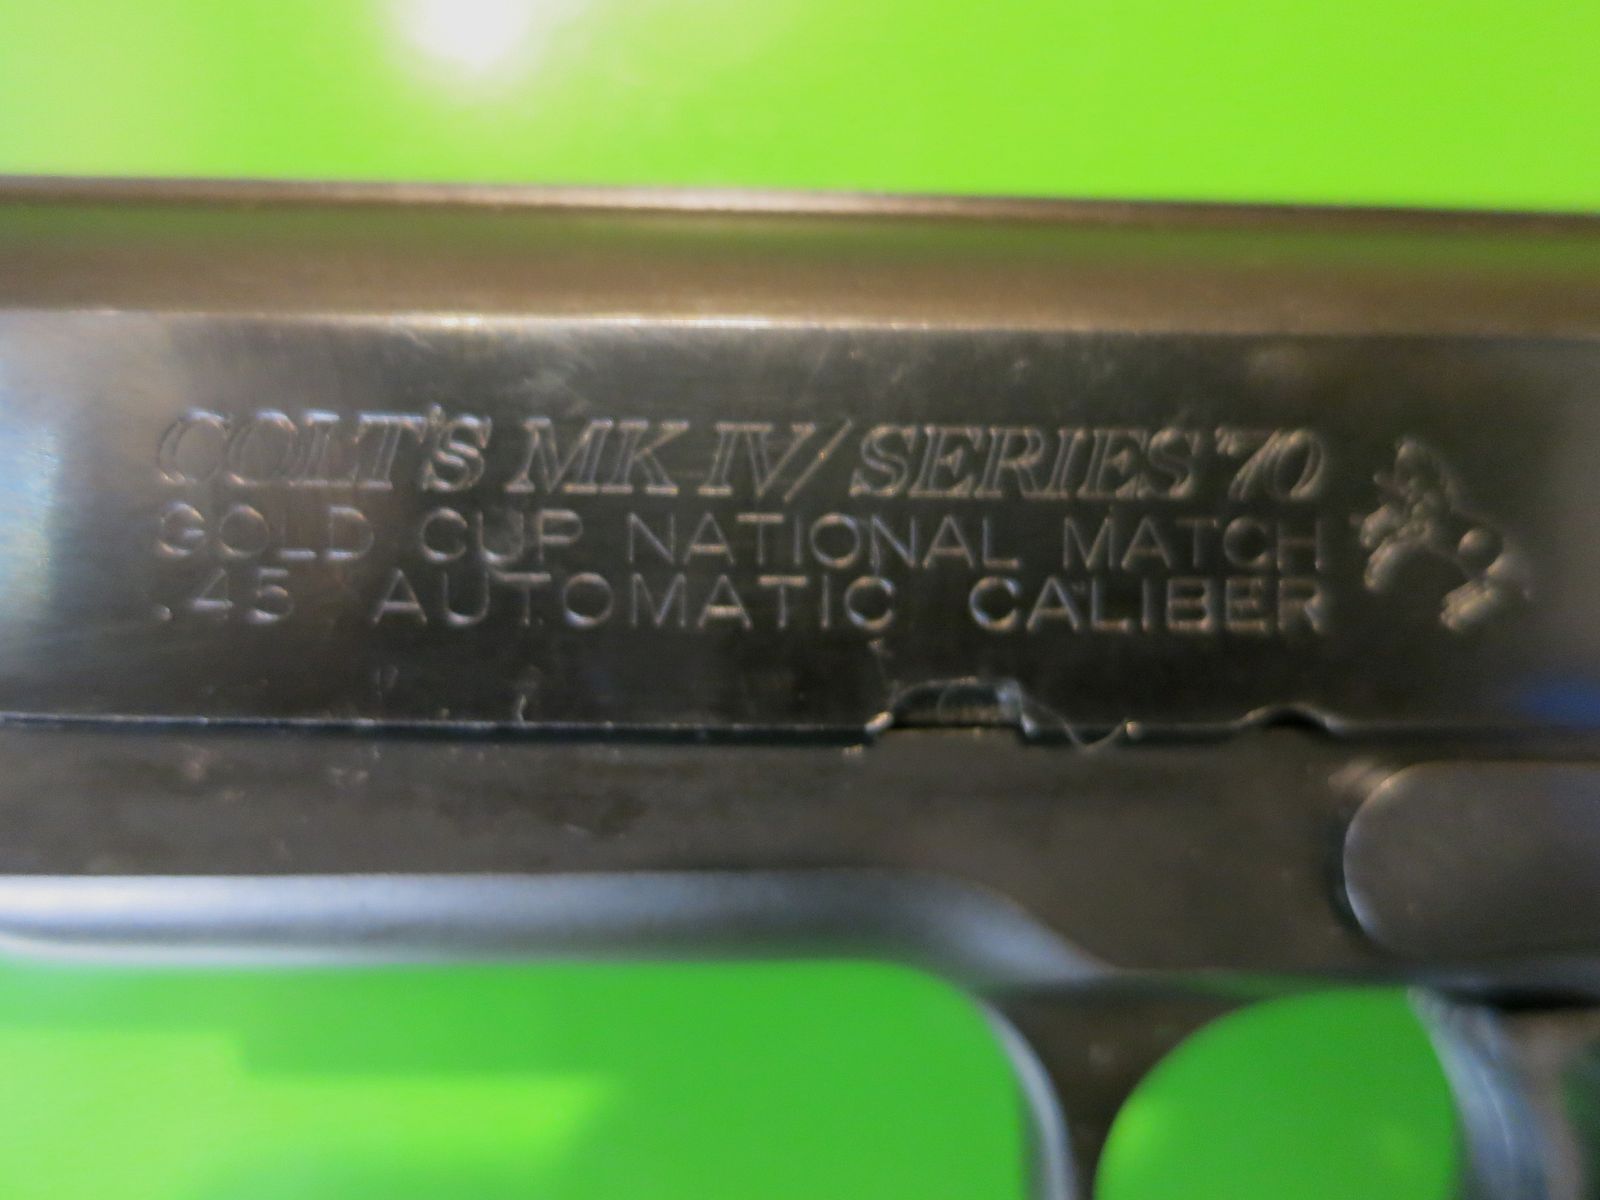 COLT'S MK IV/ SERIES '70
GOLD CUP NATIONAL MATCH
.45 AUTOMATIC CALIBER